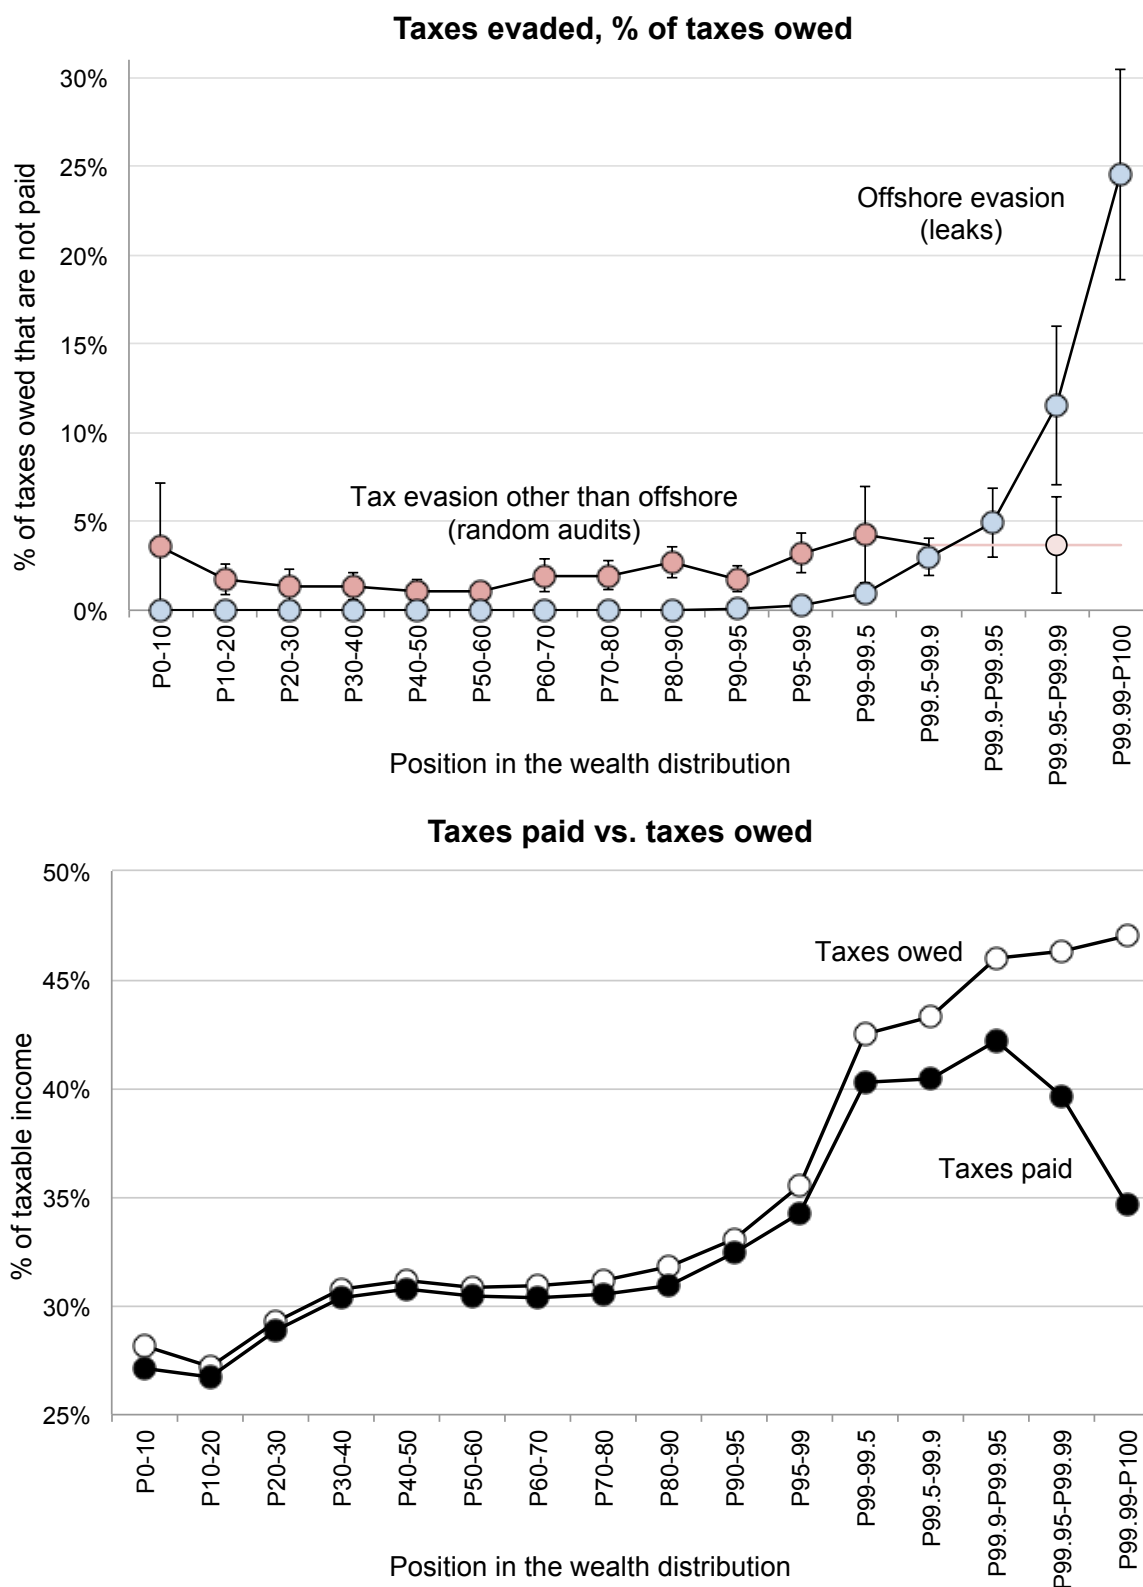 Taxes evaded, % of taxes owed
% of taxes owed that are not paid
30%
25%
20%
15%
10%
5%
0%
Offshore evasion
(leaks)
Tax evasion other than offshore
(random audits)
P0-10
P10-20
P20-30
P30-40
P40-50
P50-60
P60-70
P70-80
P80-90
P90-95
P95-99
P99-99.5
P99.5-99.9
P99.9-P99.95
P99.95-P99.99
P99.99-P100
Position in the wealth distribution
Taxes paid vs. taxes owed
% of taxable income
50%
45%
40%
35%
30%
25%
Taxes owed
Taxes paid
P0-10
P10-20
P20-30
P30-40
P40-50
P50-60
P60-70
P70-80
P80-90
P90-95
P95-99
P99-99.5
P99.5-99.9
P99.9-P99.95
P99.95-P99.99
P99.99-P100
Position in the wealth distribution